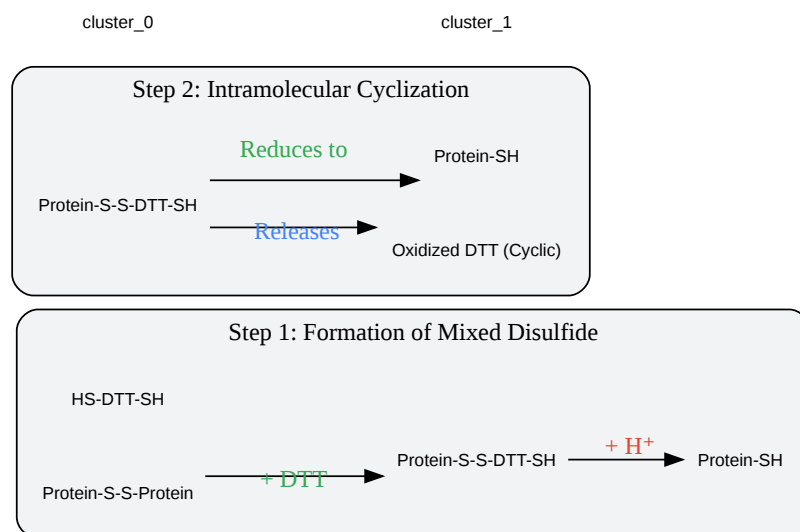 cluster_0
cluster_1
Step 2: Intramolecular Cyclization
Reduces to
Protein-SH
Protein-S-S-DTT-SH
Releases
Oxidized DTT (Cyclic)
Step 1: Formation of Mixed Disulfide
HS-DTT-SH
+ H⁺
Protein-S-S-DTT-SH
Protein-SH
+ DTT
Protein-S-S-Protein